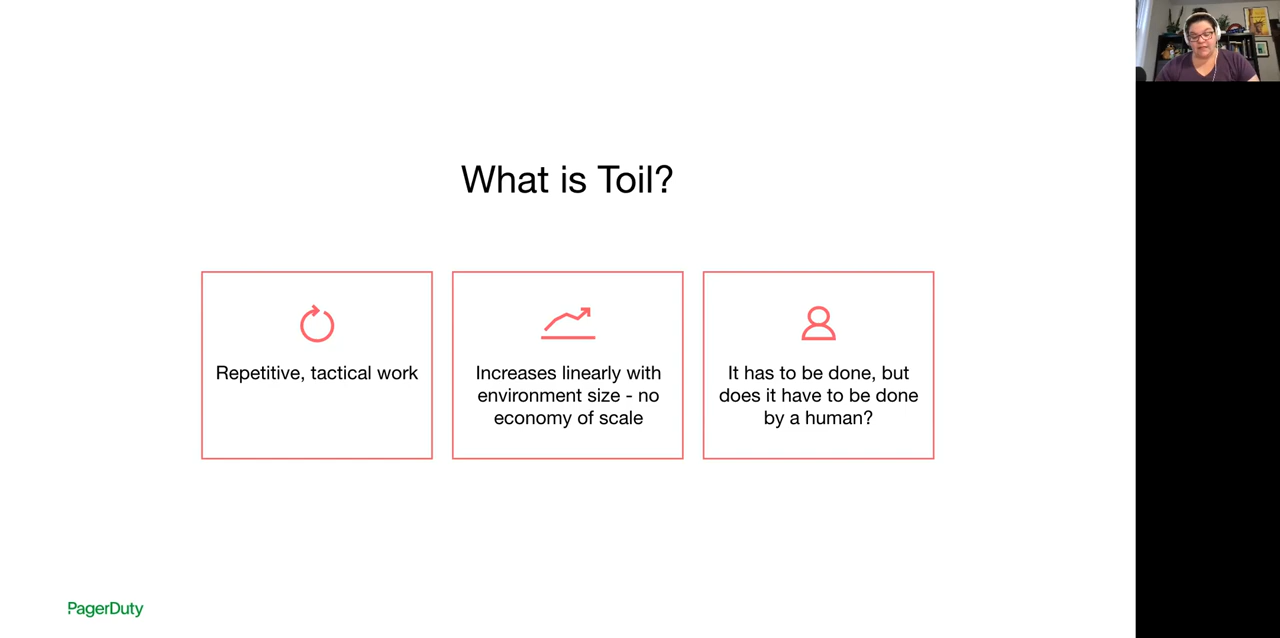 What is Toil?
Repetitive, tactical work
Increases linearly with
environment size - no
economy of scale
It has to be done, but
does it have to be done
by a human?
PagerDuty